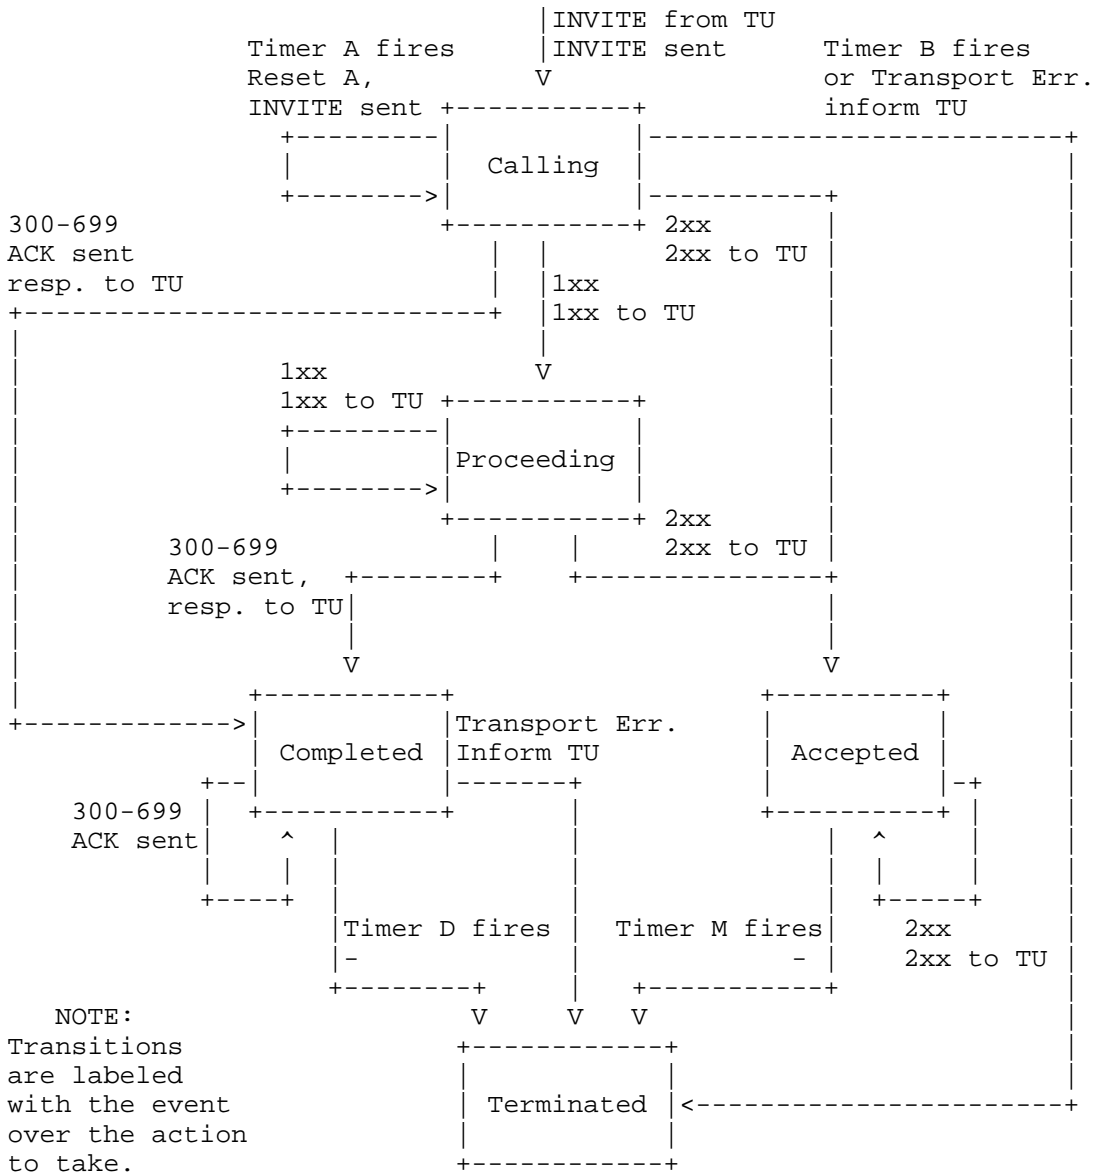 INVITE from TU
Timer A fires INVITE sent Timer B fires
Reset A, or Transport Err.
INVITE sent inform TU
Calling
300-699 2xx
ACK sent 2xx to TU
resp. to TU 1xx
1xx to TU
1xx
1xx to TU
Proceeding
2xx
300-699 2xx to TU
ACK sent,
resp. to TU
Transport Err.
Completed Inform TU Accepted
300-699
ACK sent
Timer D fires Timer M fires 2xx
- - 2xx to TU
NOTE:
Transitions
are labeled
with the event Terminated
over the action
to take.